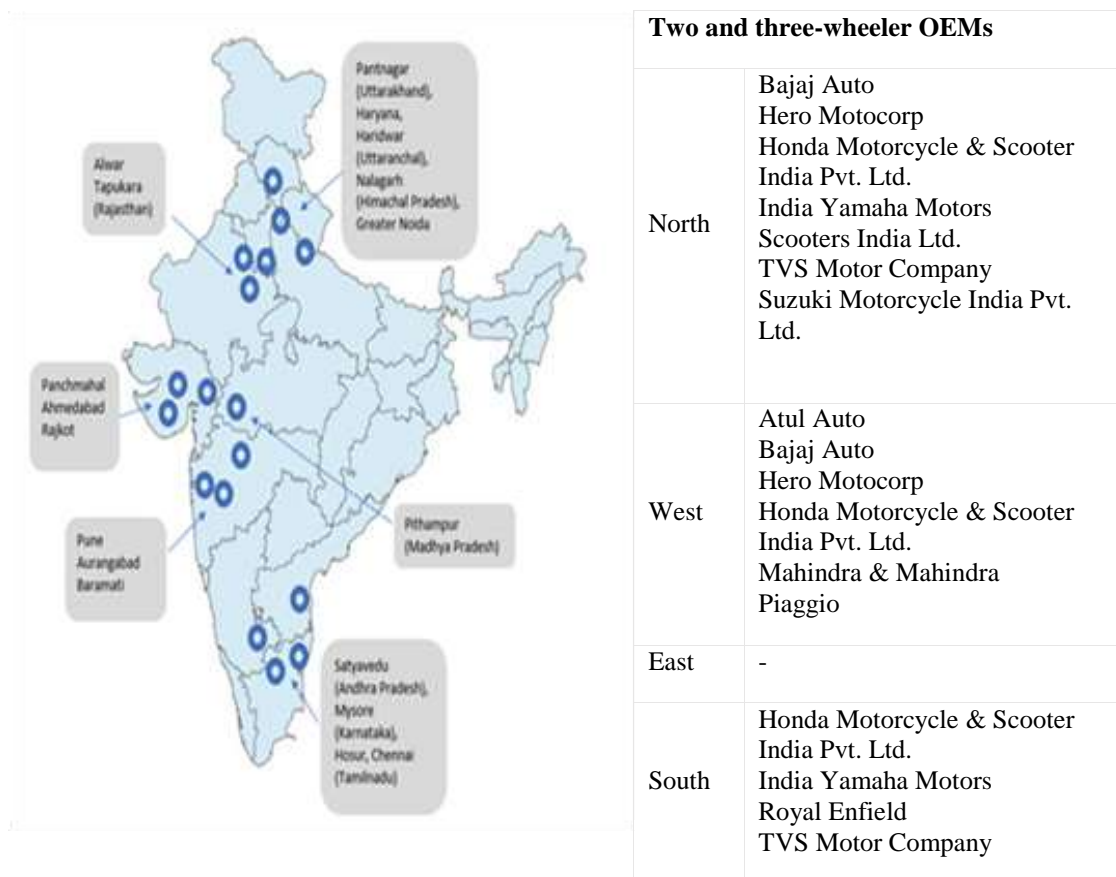 Pantnagar
(Uttarakhand),
Haryana,
Haridwar
(Uttaranchal),
Nalagarh
(Himachal Pradesh),
Greater Noida
Alwar
Tapukara
(Rajasthan)
Panchmahal
Ahmedabad
Rajkot
Pune
Aurangabad
Baramati
Pithampur
(Madhya Pradesh)
Satyavedu
(Andhra Pradesh),
Mysore
(Karnataka),
Hosur, Chennai
(Tamilnadu)
Two and three-wheeler OEMs
North
Bajaj Auto
Hero Motocorp
Honda Motorcycle & Scooter
India Pvt. Ltd.
India Yamaha Motors
Scooters India Ltd.
TVS Motor Company
Suzuki Motorcycle India Pvt.
Ltd.
West
Atul Auto
Bajaj Auto
Hero Motocorp
Honda Motorcycle & Scooter
India Pvt. Ltd.
Mahindra & Mahindra
Piaggio
East
-
South
Honda Motorcycle & Scooter
India Pvt. Ltd.
India Yamaha Motors
Royal Enfield
TVS Motor Company